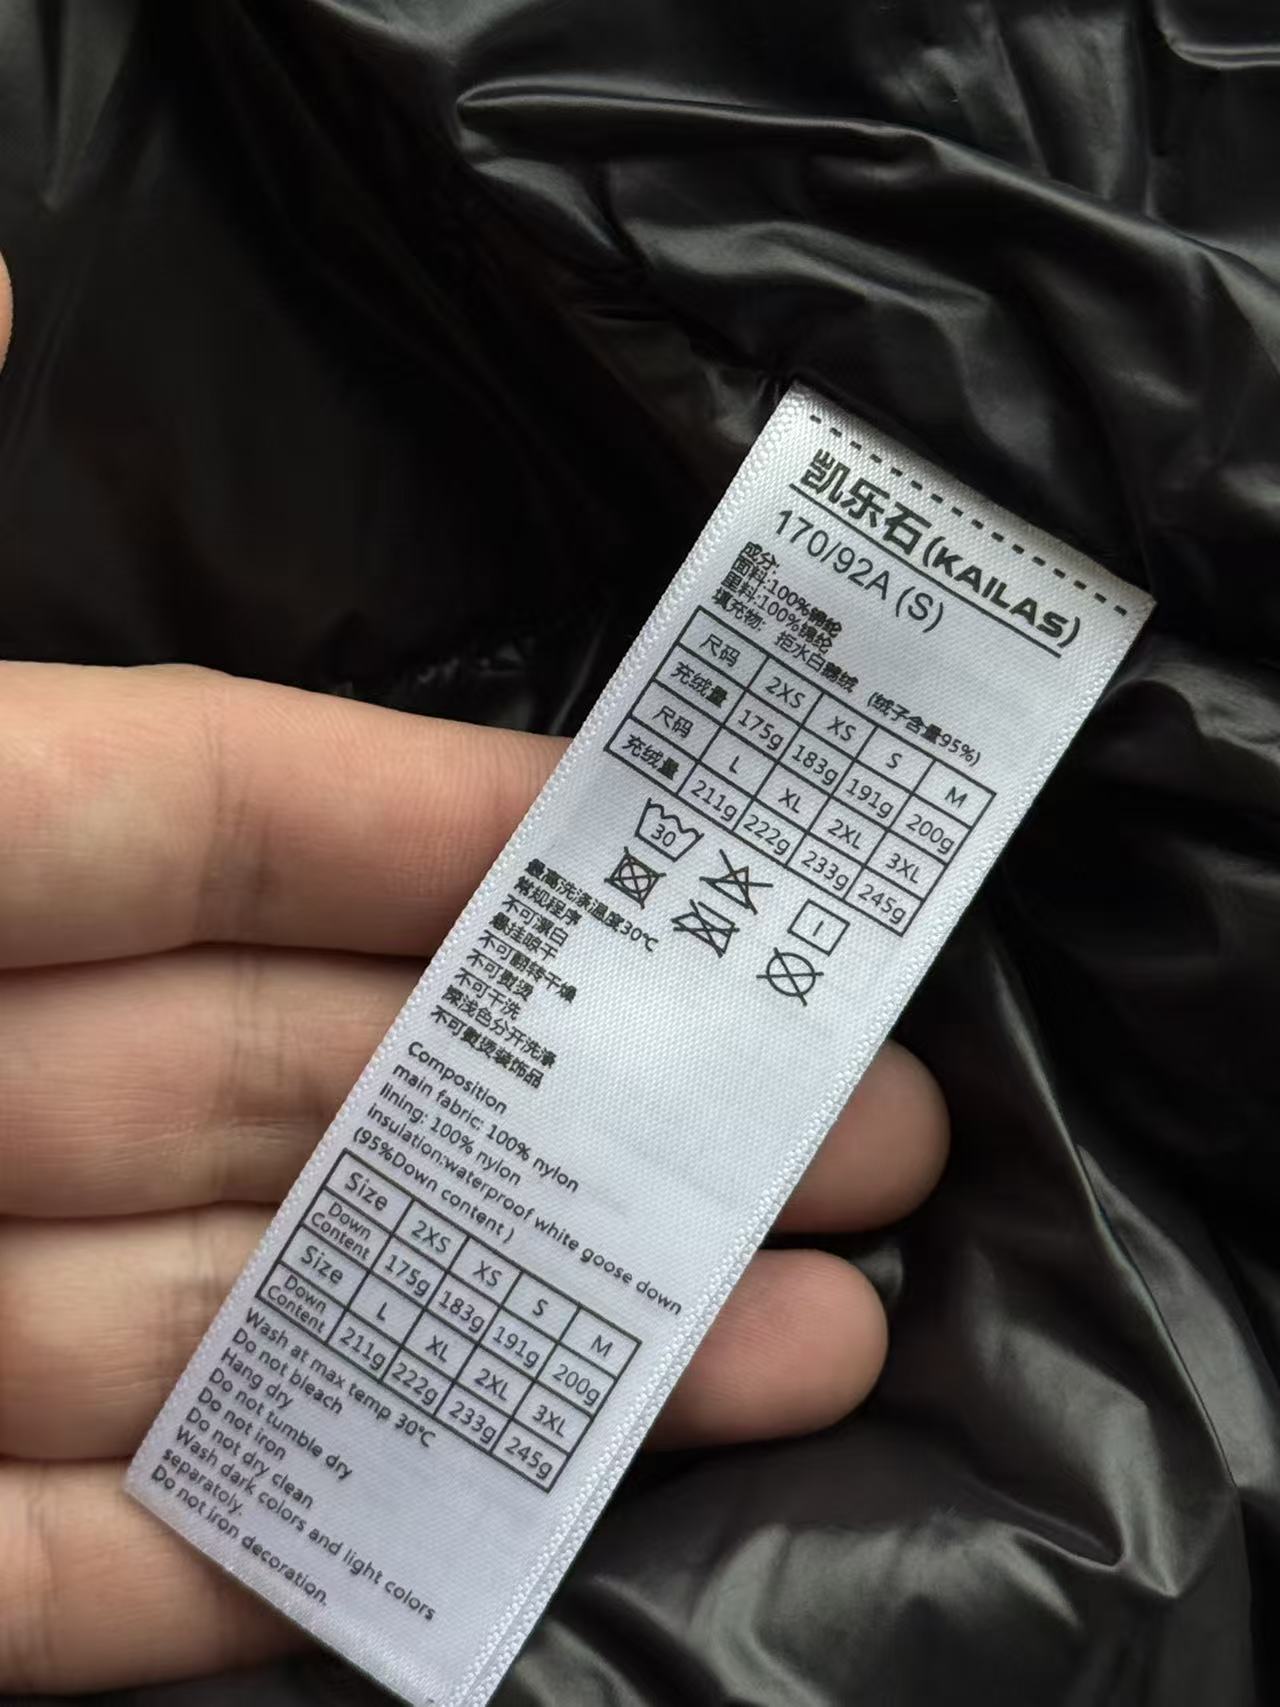 凯乐石(KAILAS)
170/92A (S)
成分:
面料:100%锦纶
里料:100%锦纶
填充物: 拒水白鹅绒 (绒子含量95%)
尺码 2XS XS S M
充绒量 175g 183g 191g 200g
尺码 L XL 2XL 3XL
充绒量 211g 222g 233g 245g
30
最高洗涤温度30℃
常规程序
不可漂白
悬挂晾干
不可翻转干燥
不可熨烫
不可干洗
深浅色分开洗涤
不可熨烫装饰品
Composition
main fabric: 100% nylon
lining: 100% nylon
insulation:waterproof white goose down
(95%Down content )
Size 2XS XS S M
Down Content 175g 183g 191g 200g
Size L XL 2XL 3XL
Down Content 211g 222g 233g 245g
Wash at max temp 30℃
Do not bleach
Hang dry
Do not tumble dry
Do not iron
Do not dry clean
Wash dark colors and light colors
separatoly.
Do not iron decoration.